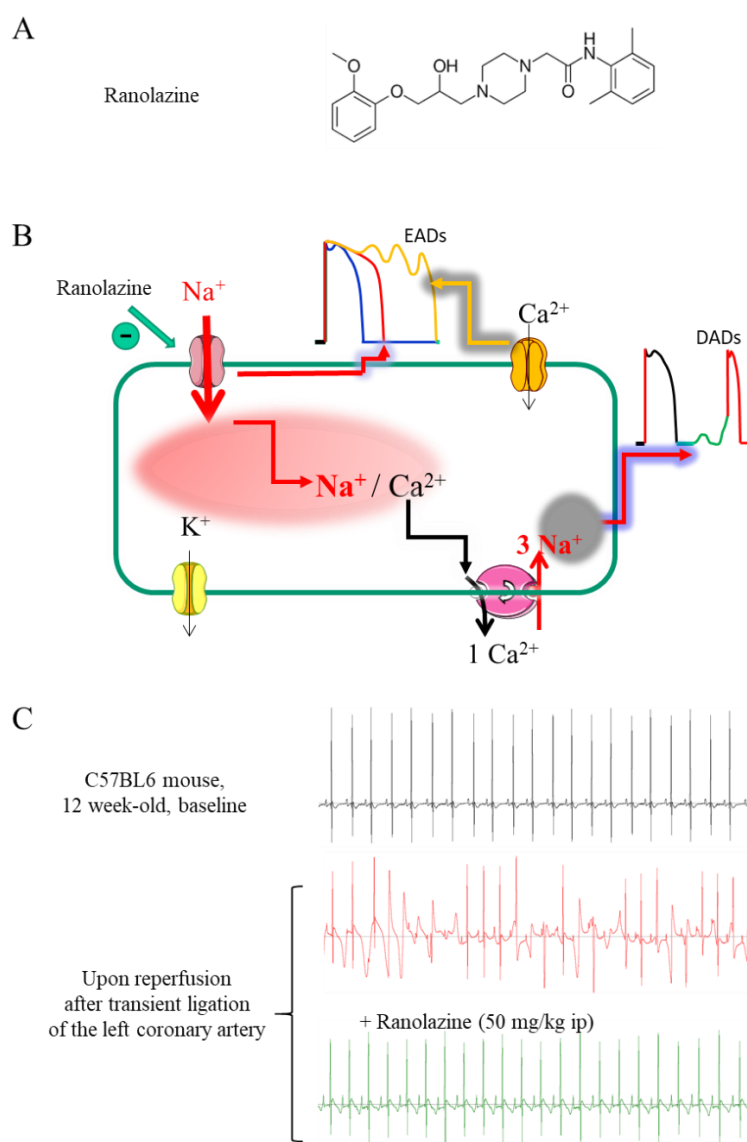 A
Ranolazine
O
O
OH
N
N
H
N
O
B
EADs
Ranolazine
Na⁺
Ca²⁺
-
DADs
Na⁺ / Ca²⁺
K⁺
3 Na⁺
1 Ca²⁺
C
C57BL6 mouse,
12 week-old, baseline
Upon reperfusion
after transient ligation
of the left coronary artery
+ Ranolazine (50 mg/kg ip)